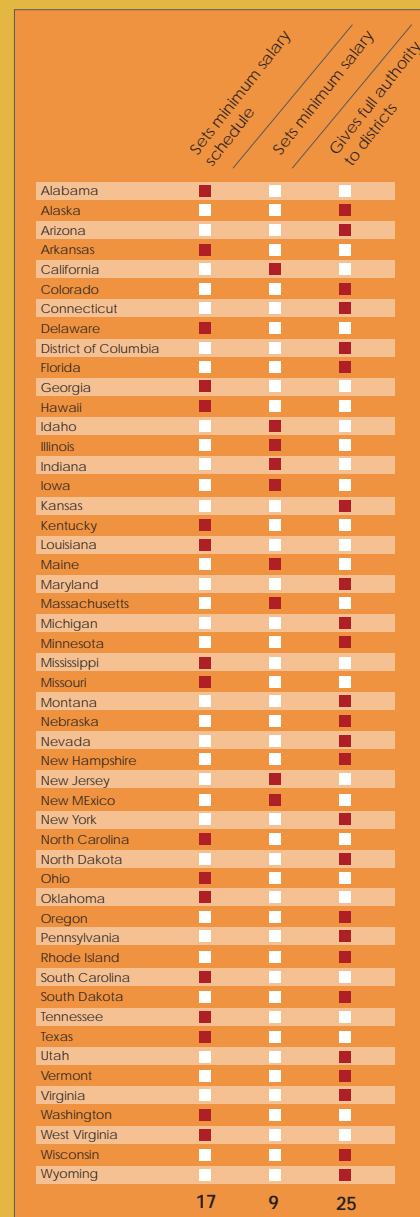 Sets minimum salary
schedule
Sets minimum salary
Gives full authority
to districts
Alabama
Alaska
Arizona
Arkansas
California
Colorado
Connecticut
Delaware
District of Columbia
Florida
Georgia
Hawaii
Idaho
Illinois
Indiana
Iowa
Kansas
Kentucky
Louisiana
Maine
Maryland
Massachusetts
Michigan
Minnesota
Mississippi
Missouri
Montana
Nebraska
Nevada
New Hampshire
New Jersey
New MExico
New York
North Carolina
North Dakota
Ohio
Oklahoma
Oregon
Pennsylvania
Rhode Island
South Carolina
South Dakota
Tennessee
Texas
Utah
Vermont
Virginia
Washington
West Virginia
Wisconsin
Wyoming
17 9 25